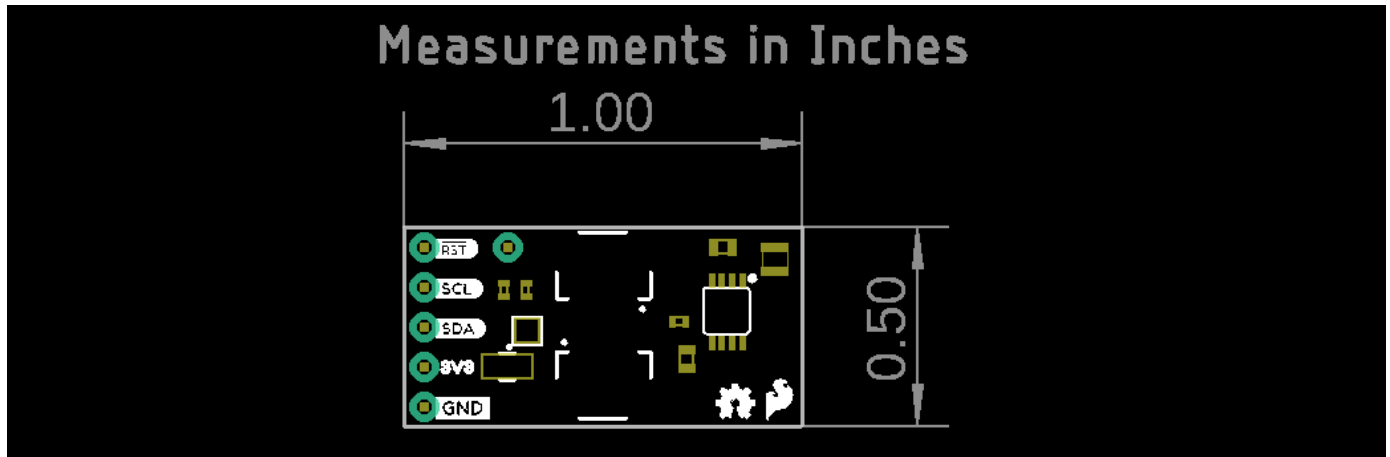 Measurements in Inches
1.00
RST
SCL
SDA
3V3
GND
0.50